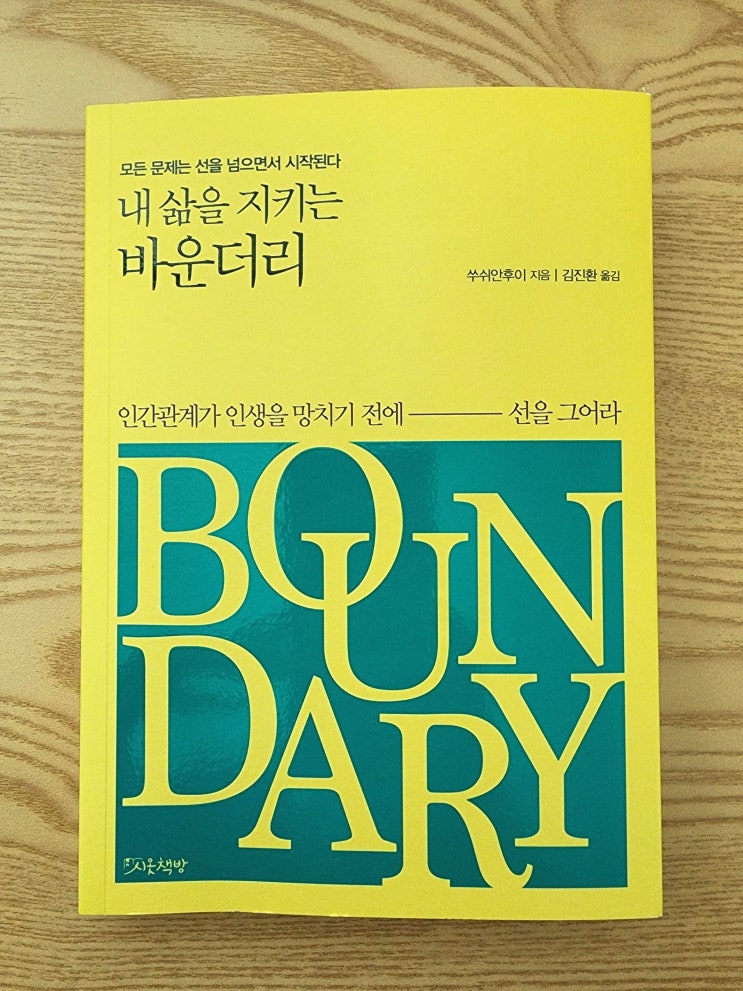 모든 문제는 선을 넘으면서 시작된다
내 삶을 지키는
바운더리
쑤쉬안후이 지음 | 김진환 옮김
인간관계가 인생을 망치기 전에 ——— 선을 그어라
BOUN
DARY
시옷책방